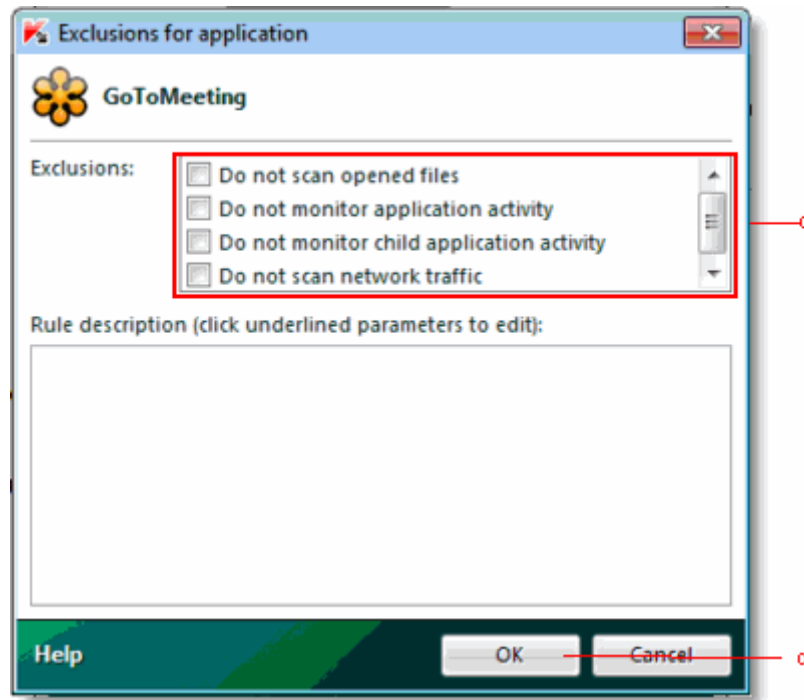 Exclusions for application
GoToMeeting
Exclusions:
Do not scan opened files
Do not monitor application activity
Do not monitor child application activity
Do not scan network traffic
Rule description (click underlined parameters to edit):
Help
OK
Cancel